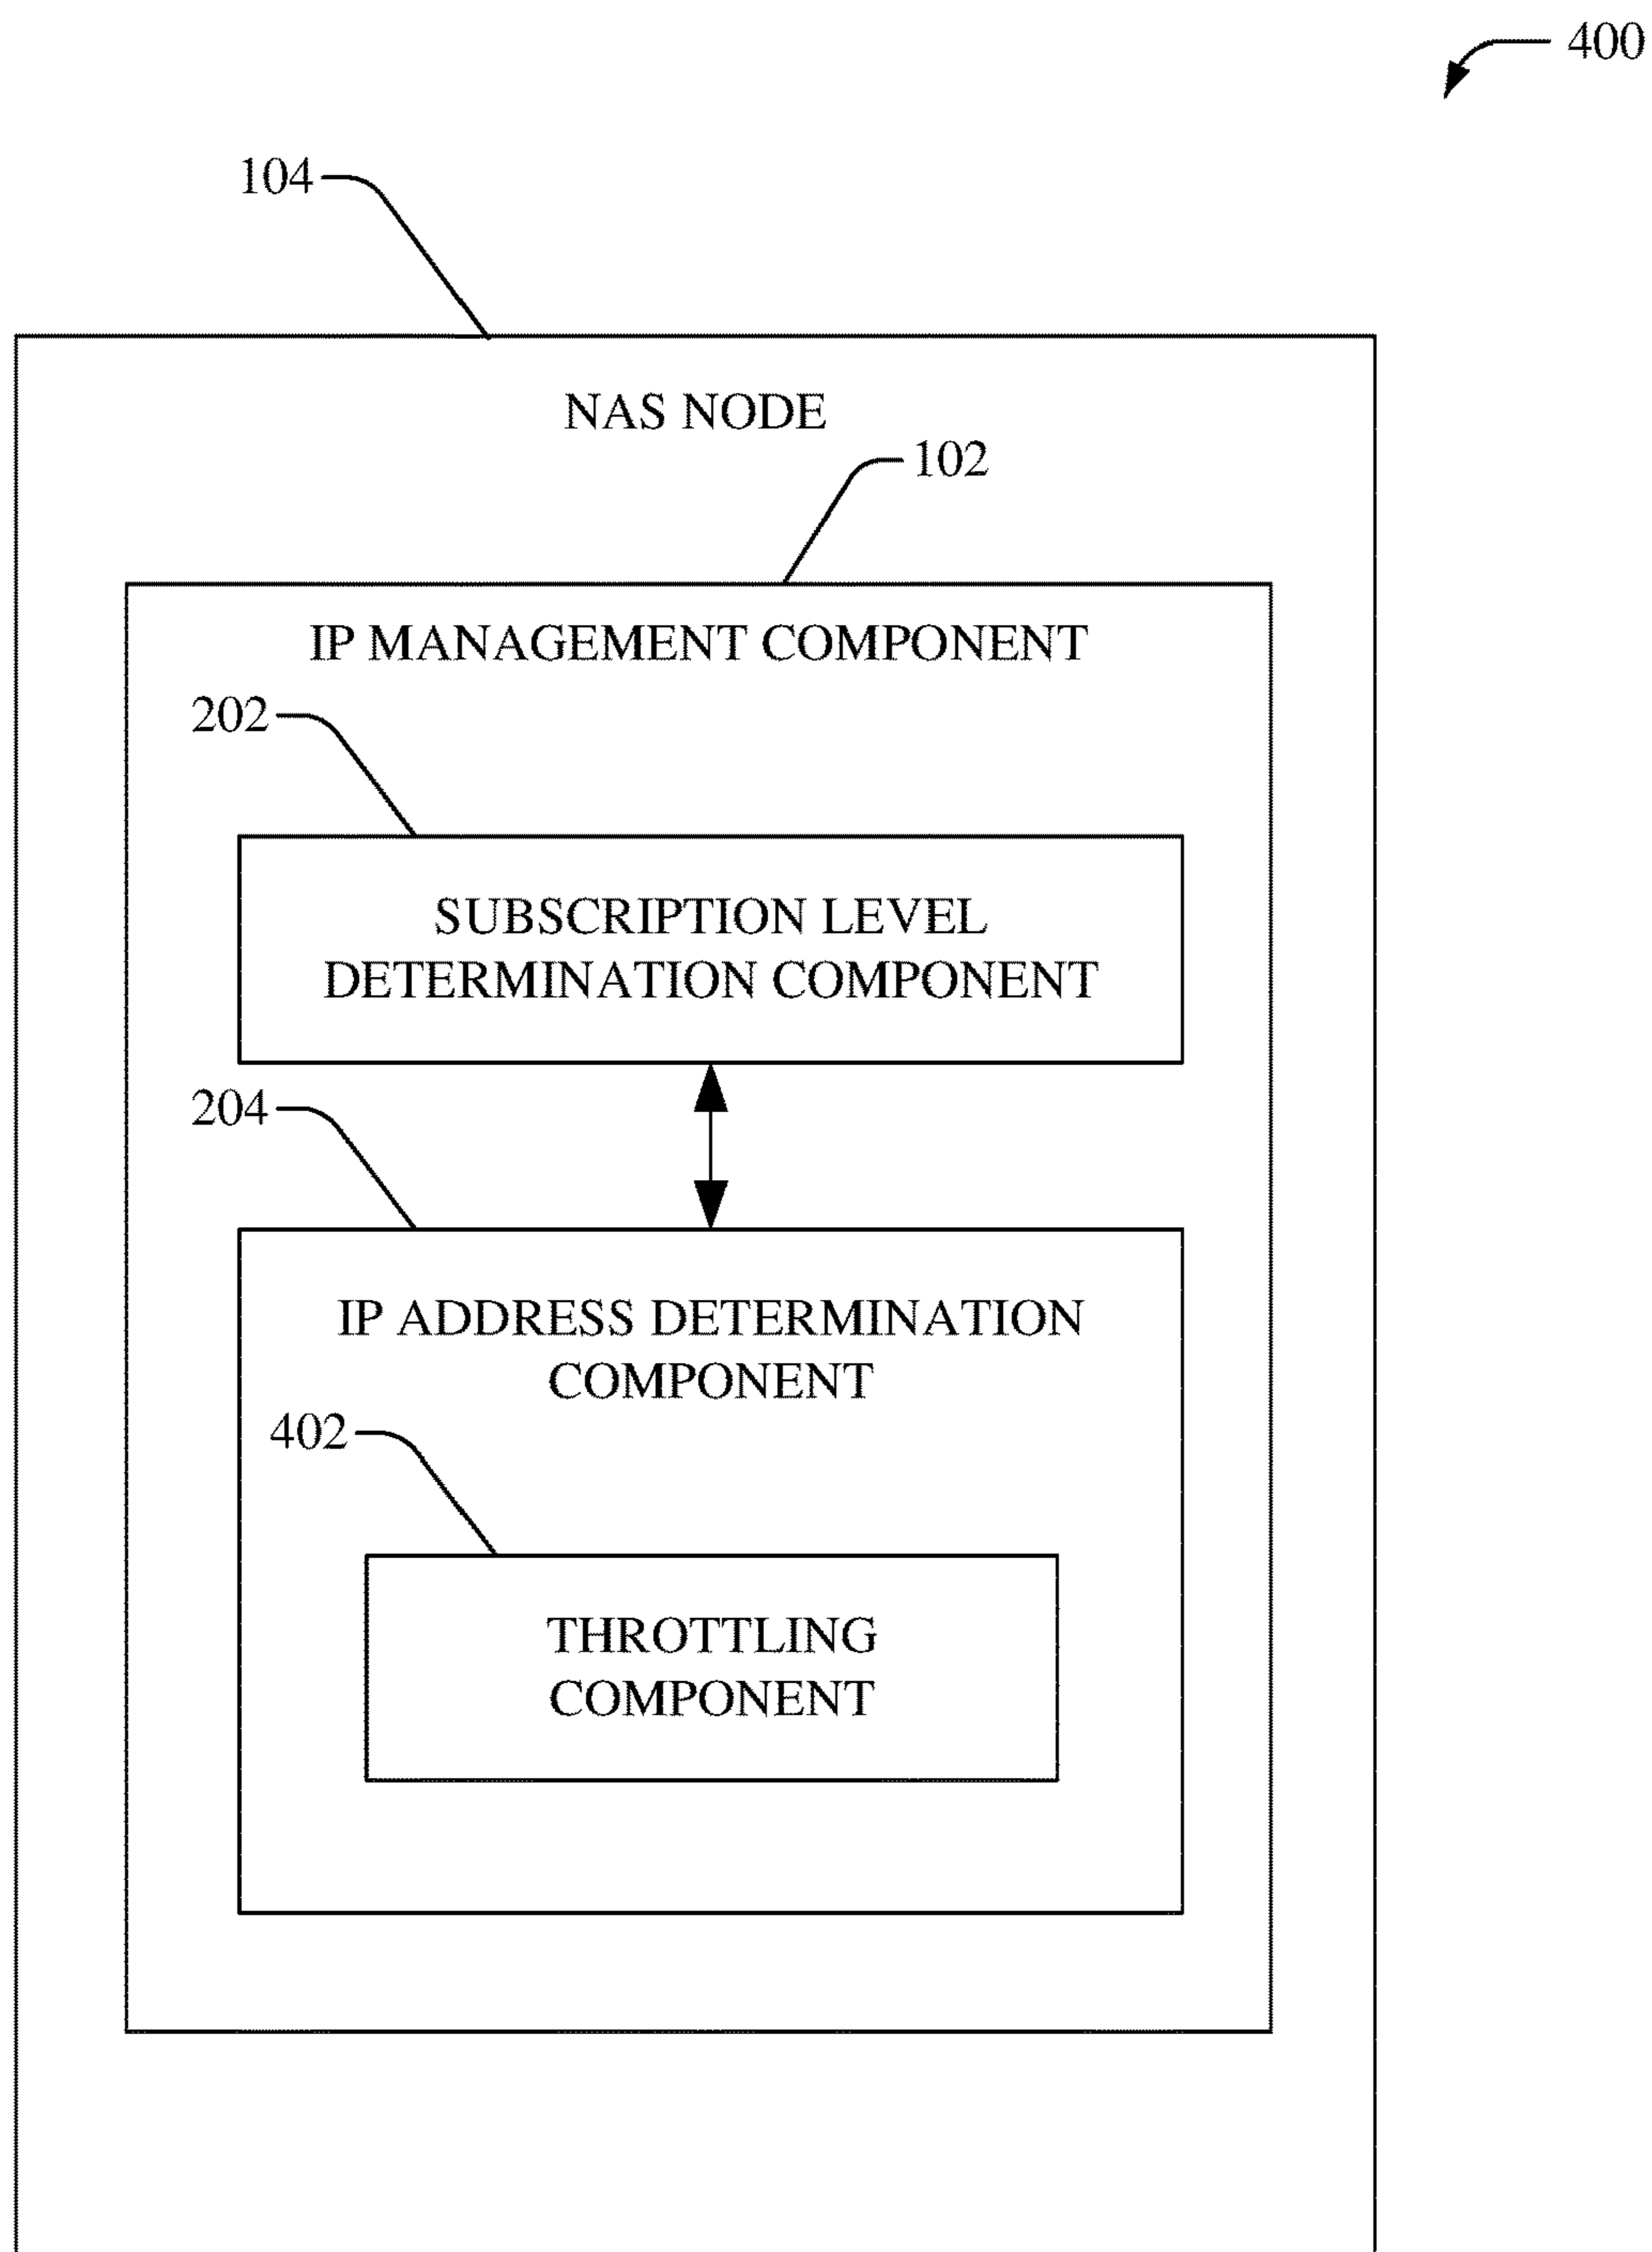 400
104
NAS NODE
102
IP MANAGEMENT COMPONENT
202
SUBSCRIPTION LEVEL
DETERMINATION COMPONENT
204
IP ADDRESS DETERMINATION
COMPONENT
402
THROTTLING
COMPONENT